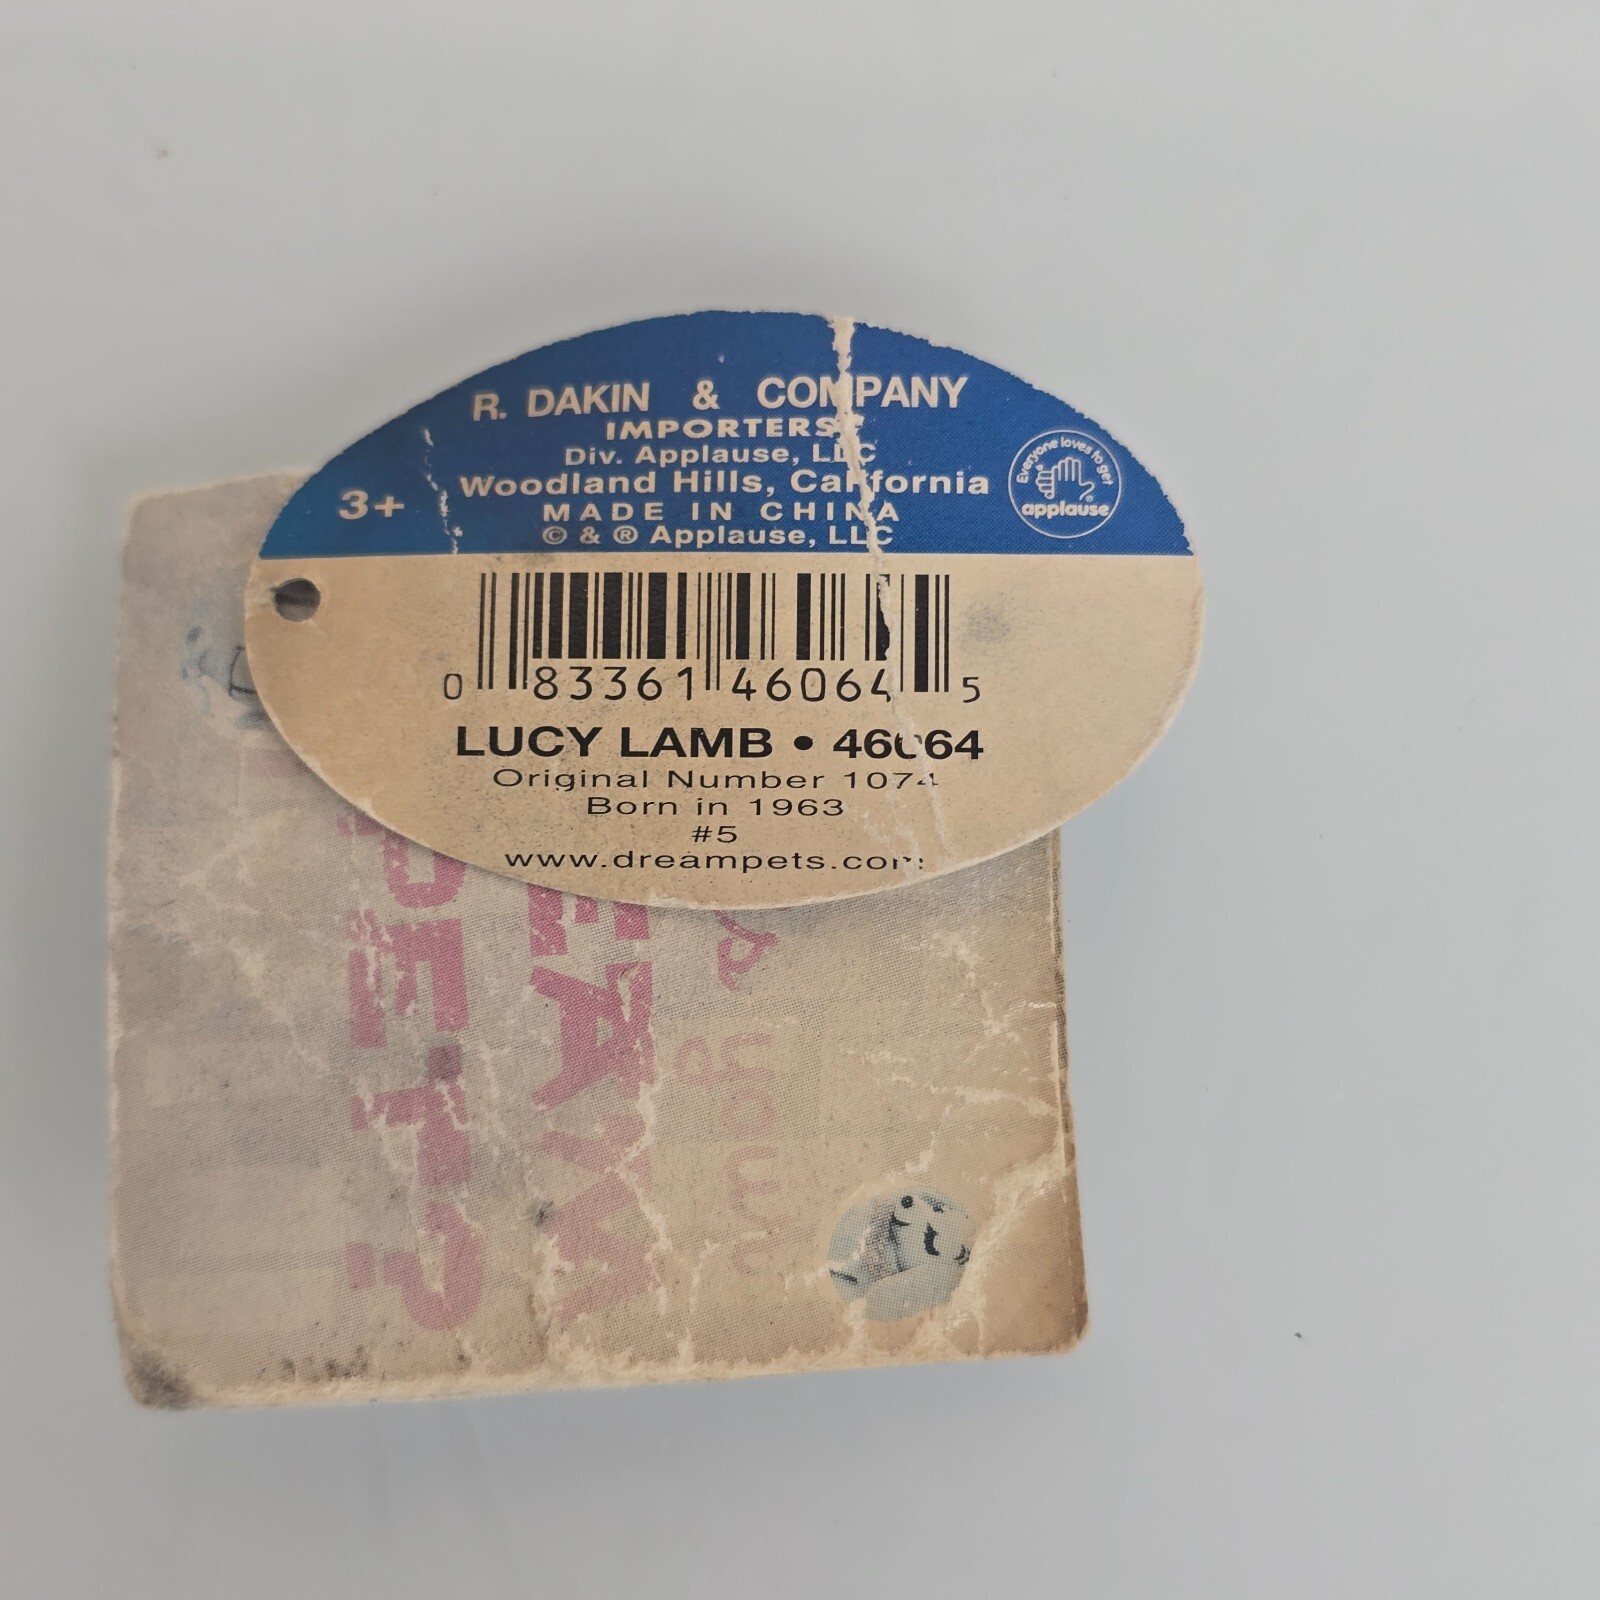 R. DAKIN & COMPANY
IMPORTERS
Div. Applause, LLC
Woodland Hills, California
MADE IN CHINA
© & ® Applause, LLC
3+
Everyone loves to get
applause®
0 83361 46064 5
LUCY LAMB • 46064
Original Number 1074
Born in 1963
#5
www.dreampets.com